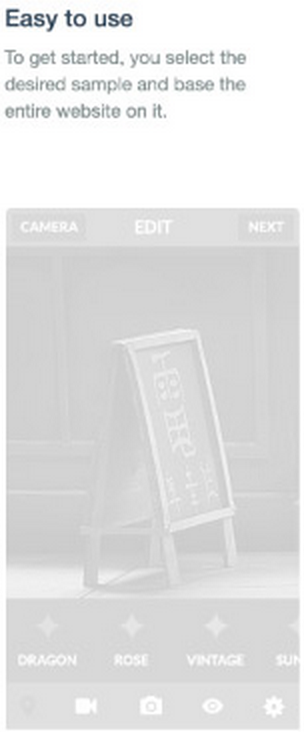 Easy to use
To get started, you select the
desired sample and base the
entire website on it.
CAMERA EDIT NEXT
DRAGON ROSE VINTAGE SUN